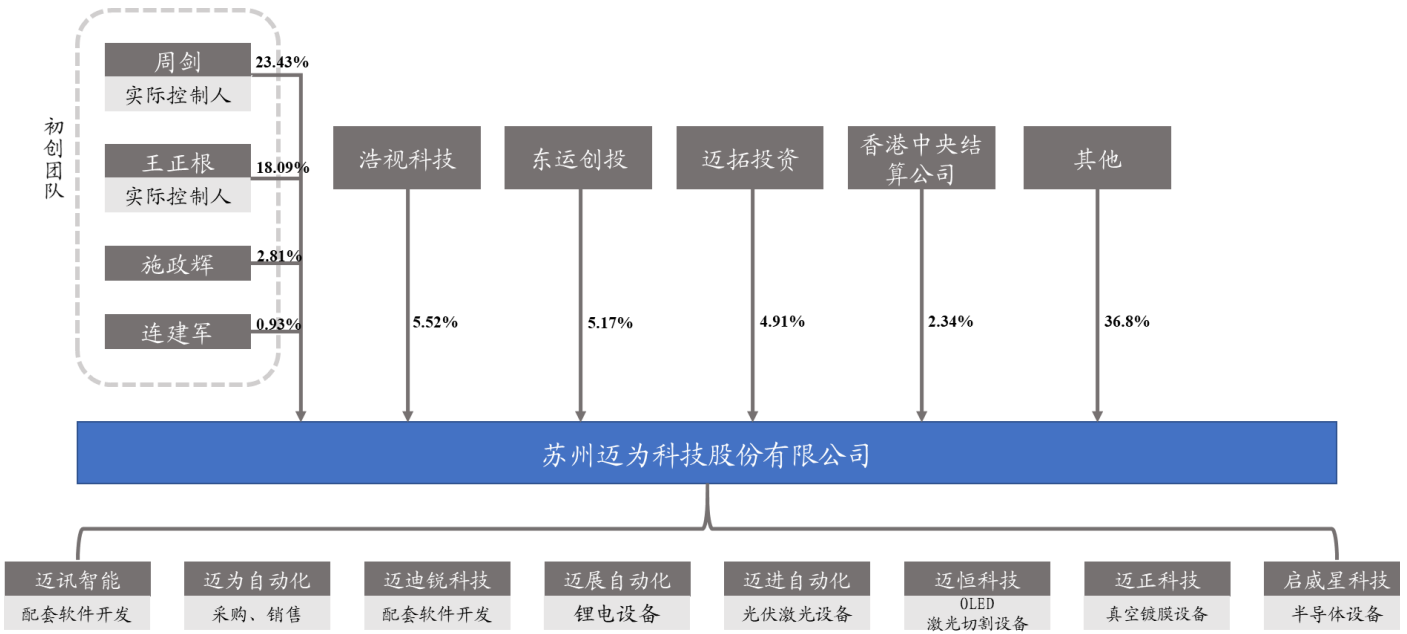 初创团队
周剑
实际控制人
23.43%
王正根
实际控制人
18.09%
施政辉
2.81%
连建军
0.93%
浩视科技
东运创投
迈拓投资
香港中央结
算公司
其他
5.52%
5.17%
4.91%
2.34%
36.8%
苏州迈为科技股份有限公司
迈讯智能
配套软件开发
迈为自动化
采购、销售
迈迪锐科技
配套软件开发
迈展自动化
锂电设备
迈进自动化
光伏激光设备
迈恒科技
OLED
激光切割设备
迈正科技
真空镀膜设备
启威星科技
半导体设备